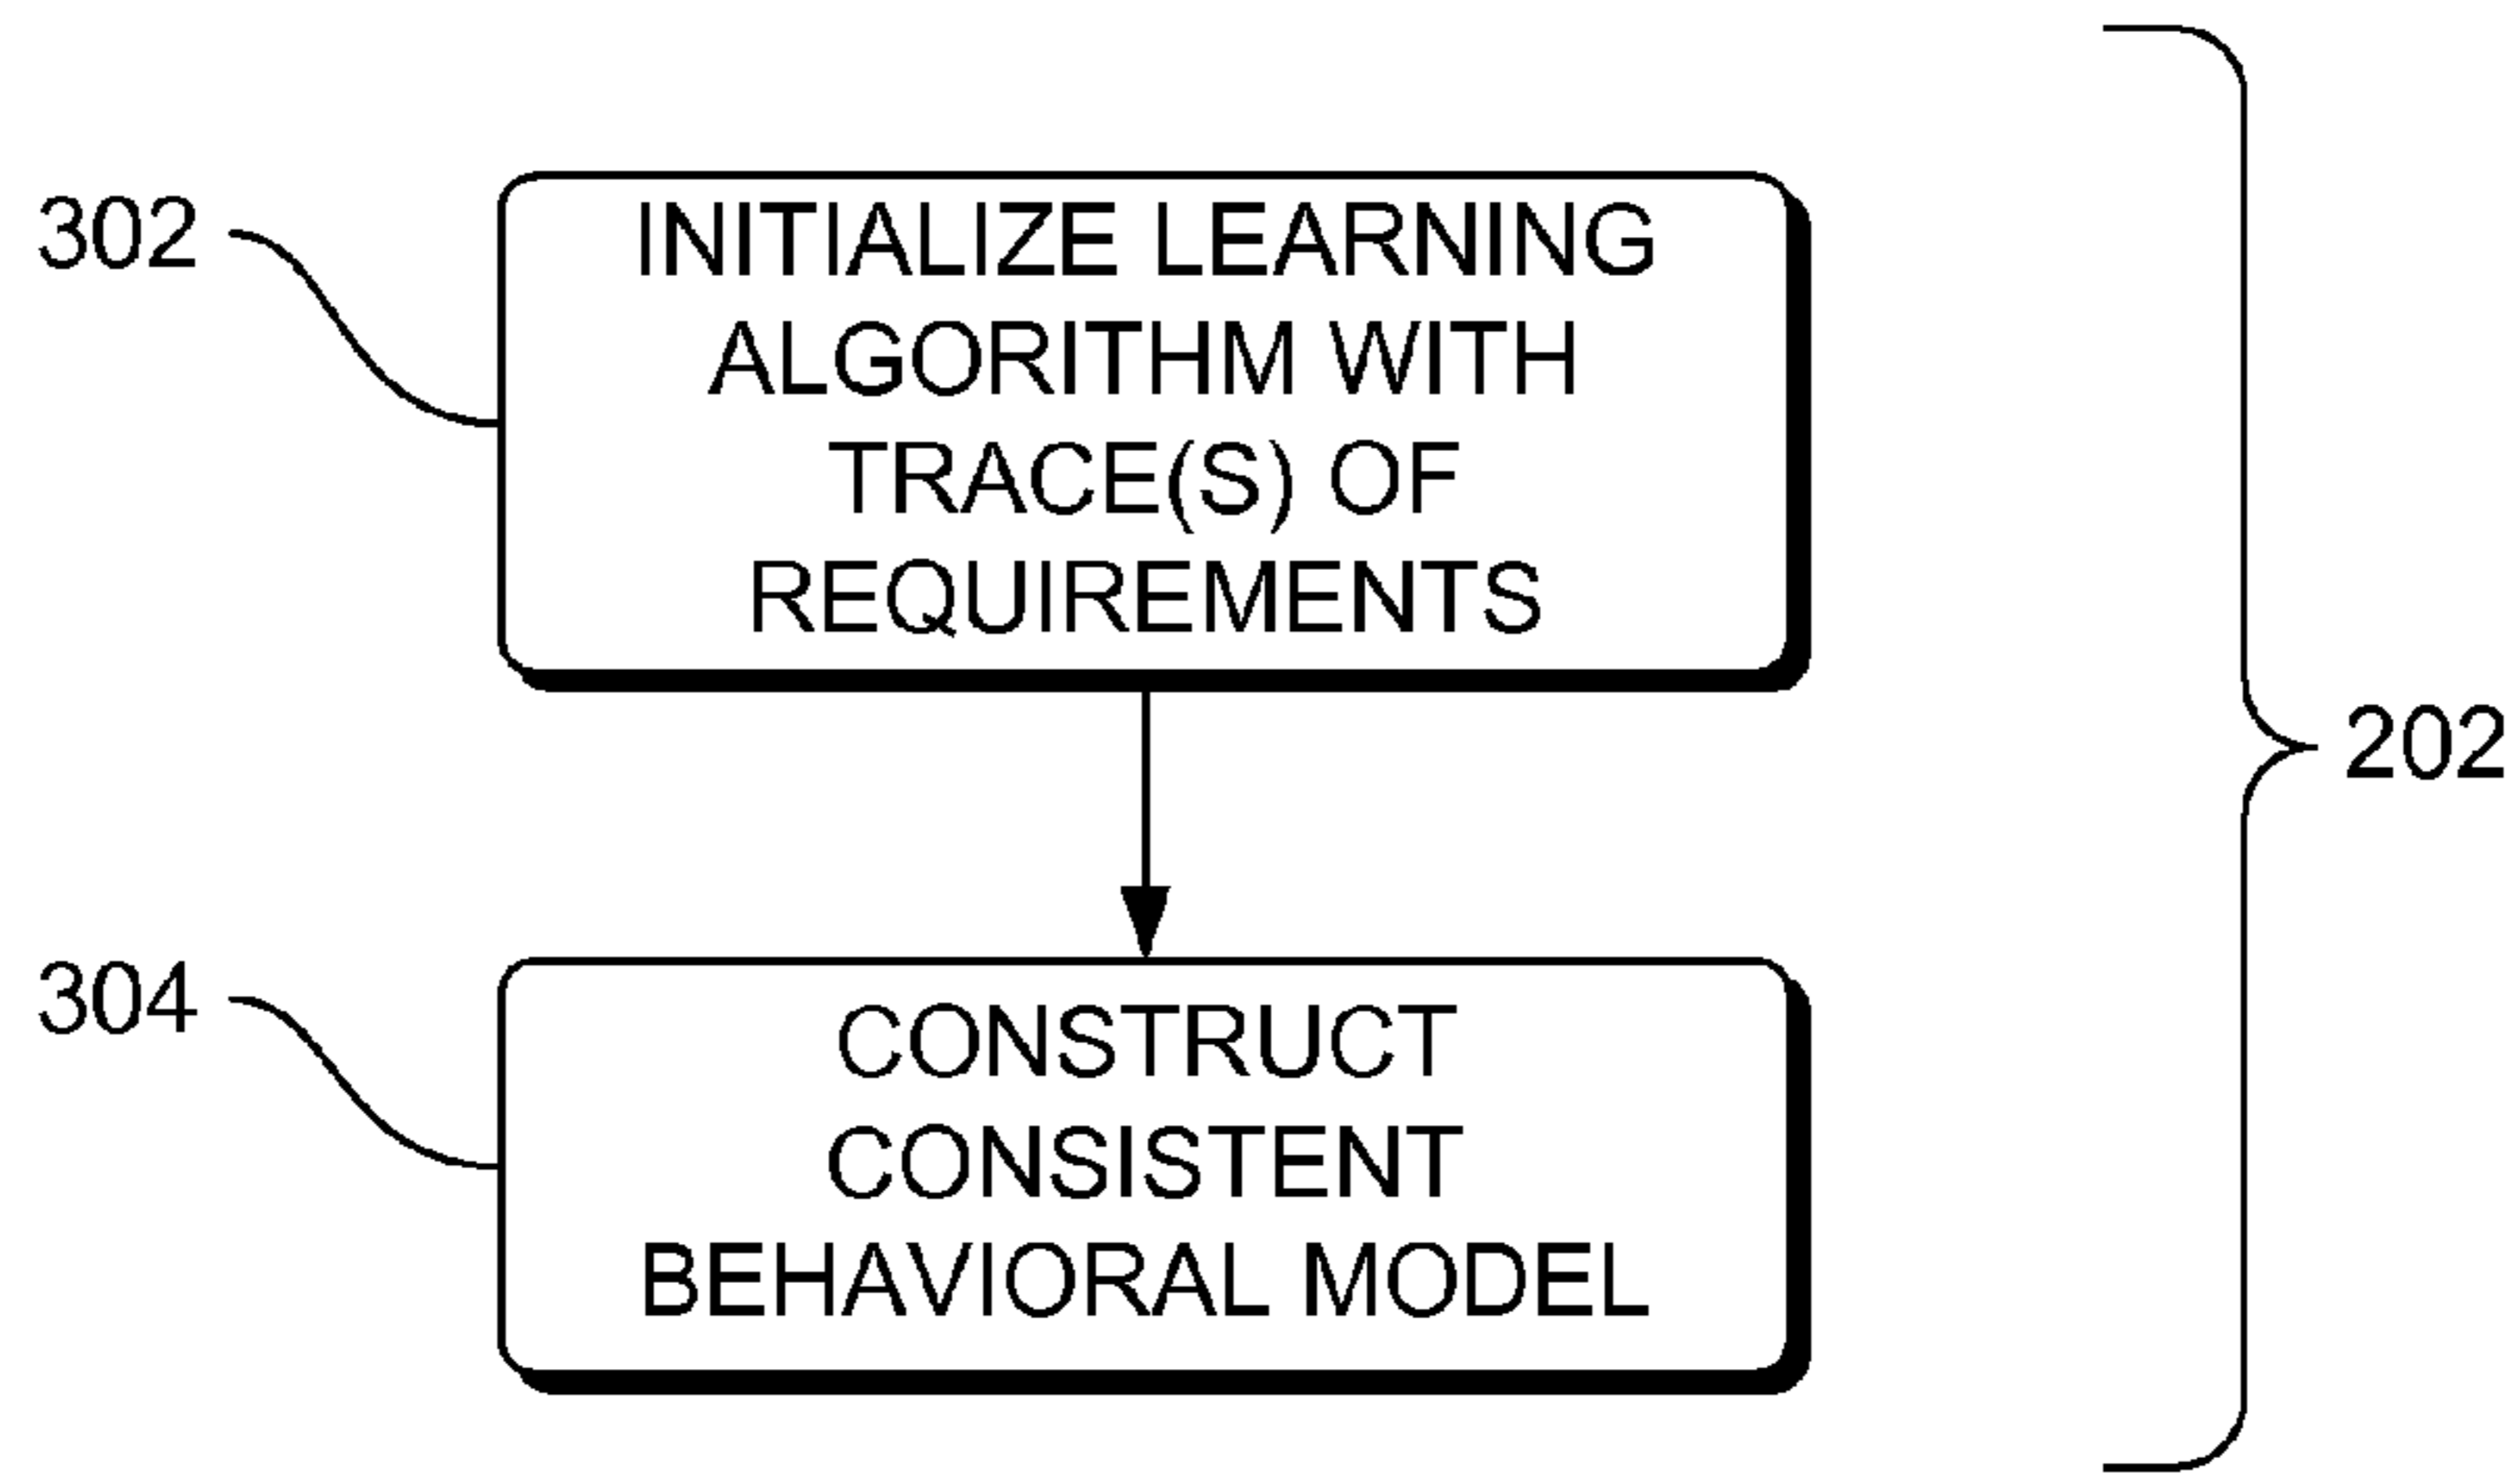 302
INITIALIZE LEARNING
ALGORITHM WITH
TRACE(S) OF
REQUIREMENTS
202
304
CONSTRUCT
CONSISTENT
BEHAVIORAL MODEL